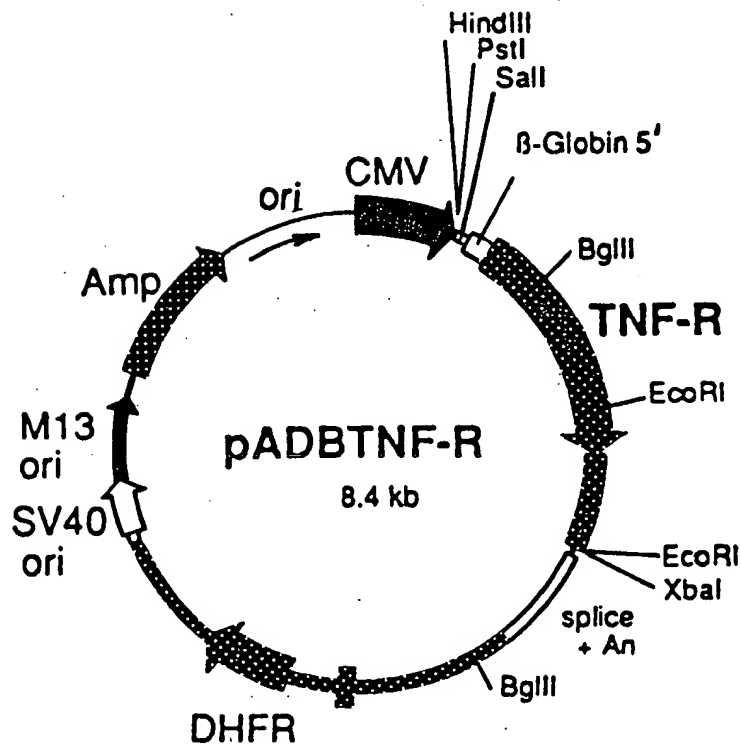 HindIII
PstI
SalI
ß-Globin 5'
CMV
ori
BglII
Amp
TNF-R
EcoRI
pADBTNF-R
8.4 kb
M13
ori
SV40
ori
EcoRI
XbaI
splice
+ An
BglII
DHFR